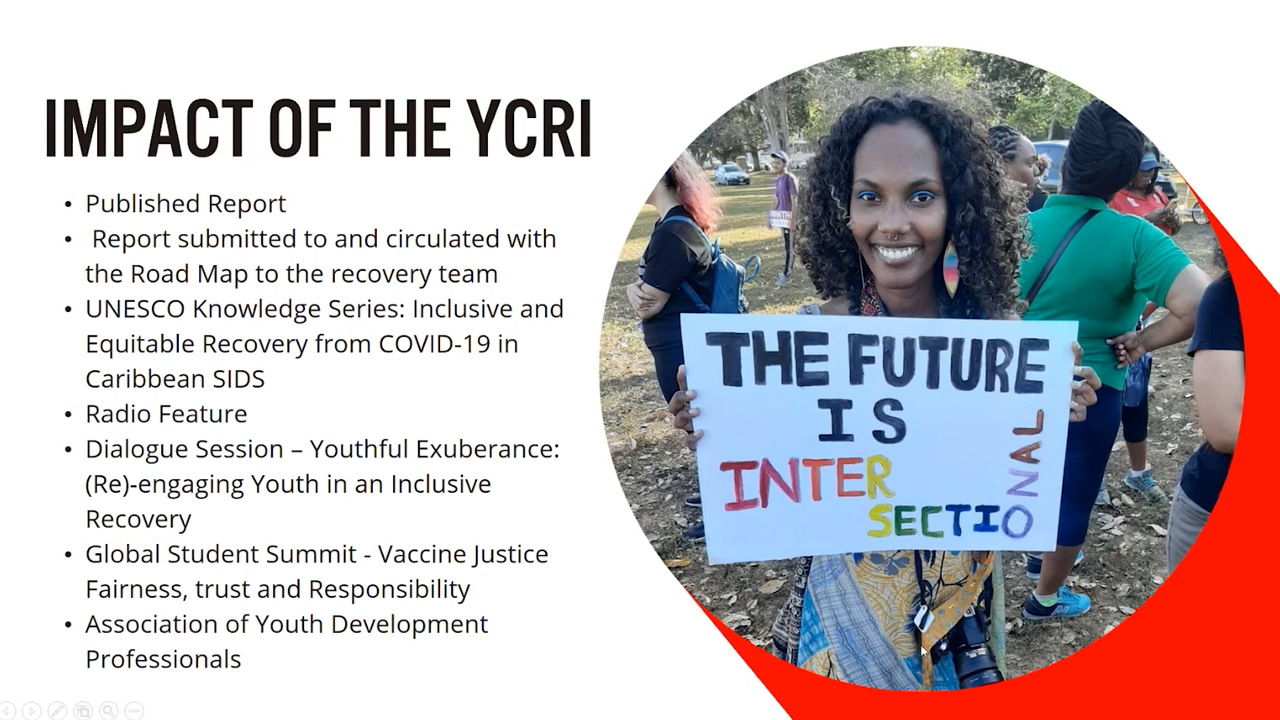 IMPACT OF THE YCRI
• Published Report
• Report submitted to and circulated with
the Road Map to the recovery team
• UNESCO Knowledge Series: Inclusive and
Equitable Recovery from COVID-19 in
Caribbean SIDS
• Radio Feature
• Dialogue Session – Youthful Exuberance:
(Re)-engaging Youth in an Inclusive
Recovery
• Global Student Summit - Vaccine Justice
Fairness, trust and Responsibility
• Association of Youth Development
Professionals
THE FUTURE
IS
INTER
SECTIONAL